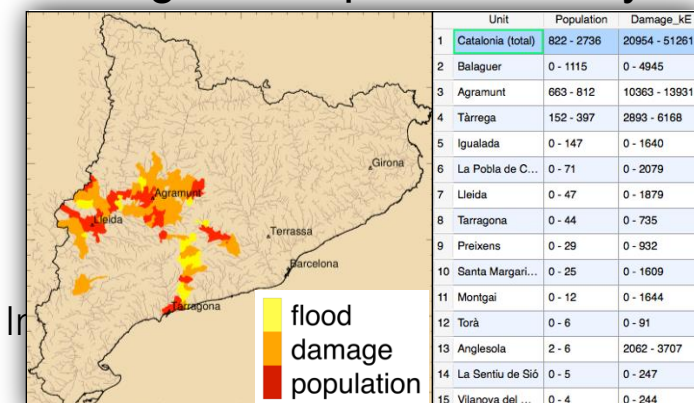 Girona
Agramunt
Lleida
Terrassa
Barcelona
Tarragona
In
flood
damage
population
Unit Population Damage_kE
1 Catalonia (total) 822 - 2736 20954 - 51261
2 Balaguer 0 - 1115 0 - 4945
3 Agramunt 663 - 812 10363 - 13931
4 Tàrrega 152 - 397 2893 - 6168
5 Igualada 0 - 147 0 - 1640
6 La Pobla de C... 0 - 71 0 - 2079
7 Lleida 0 - 47 0 - 1879
8 Tarragona 0 - 44 0 - 735
9 Preixens 0 - 29 0 - 932
10 Santa Margari... 0 - 25 0 - 1609
11 Montgai 0 - 12 0 - 1644
12 Torà 0 - 6 0 - 91
13 Anglesola 2 - 6 2062 - 3707
14 La Sentiu de Sió 0 - 5 0 - 247
15 Vilanova del ... 0 - 4 0 - 244